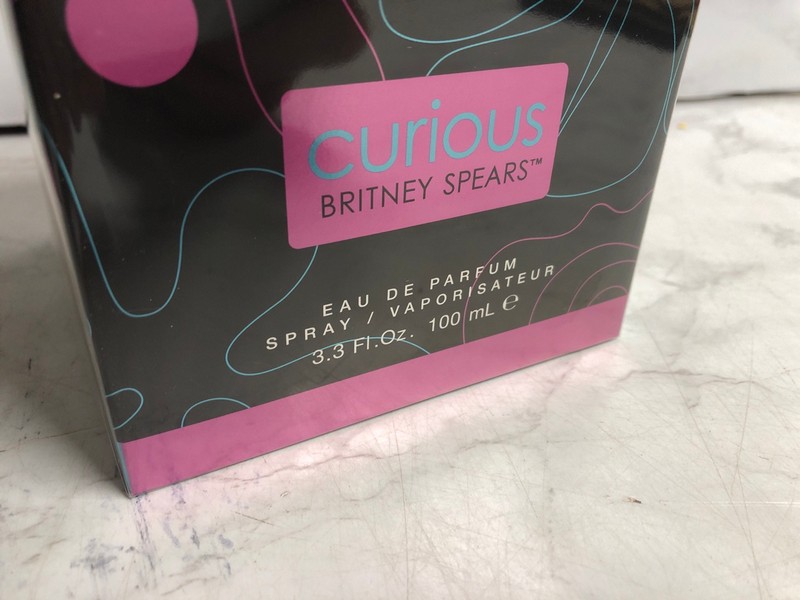 curious
BRITNEY SPEARS™
EAU DE PARFUM
SPRAY / VAPORISATEUR
3.3 Fl.Oz. 100 mL ℮